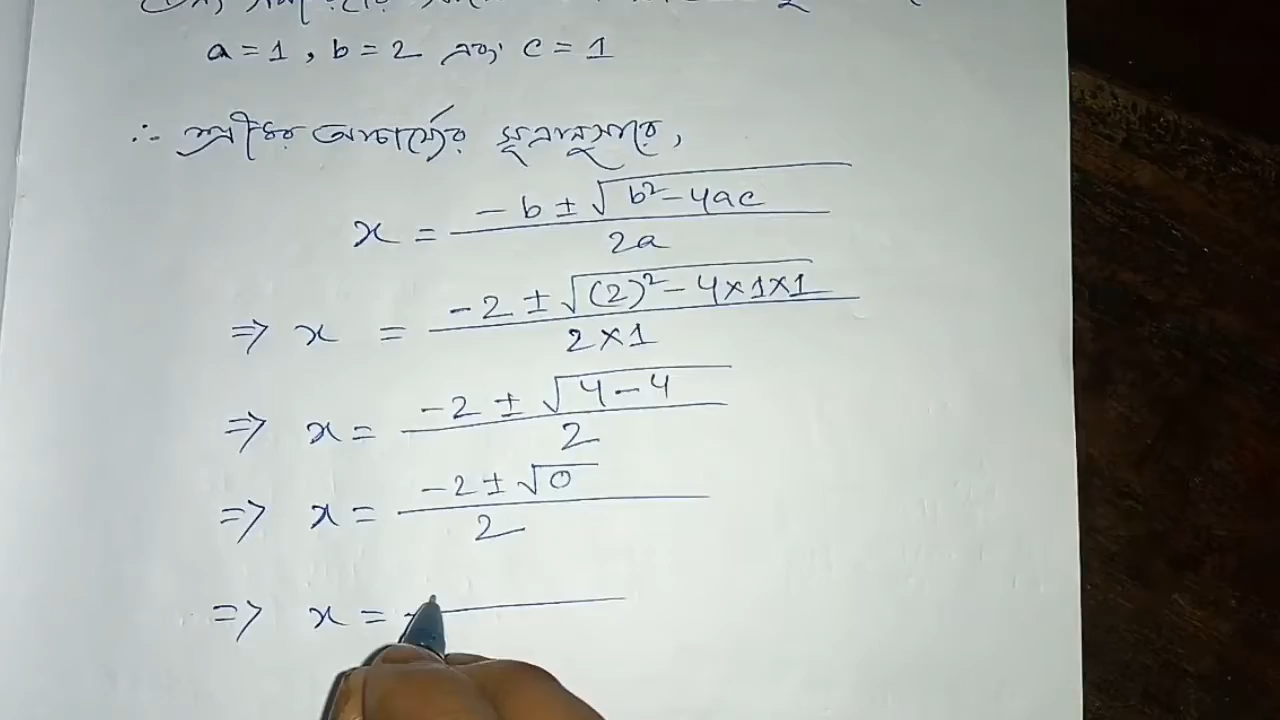 a = 1 , b = 2 এবং c = 1
∴ শ্রীধর আচার্য্যের সূত্রানুসারে,
x = (-b ± √(b² - 4ac)) / 2a
⇒ x = (-2 ± √((2)² - 4×1×1)) / 2×1
⇒ x = (-2 ± √(4 - 4)) / 2
⇒ x = (-2 ± √0) / 2
⇒ x =